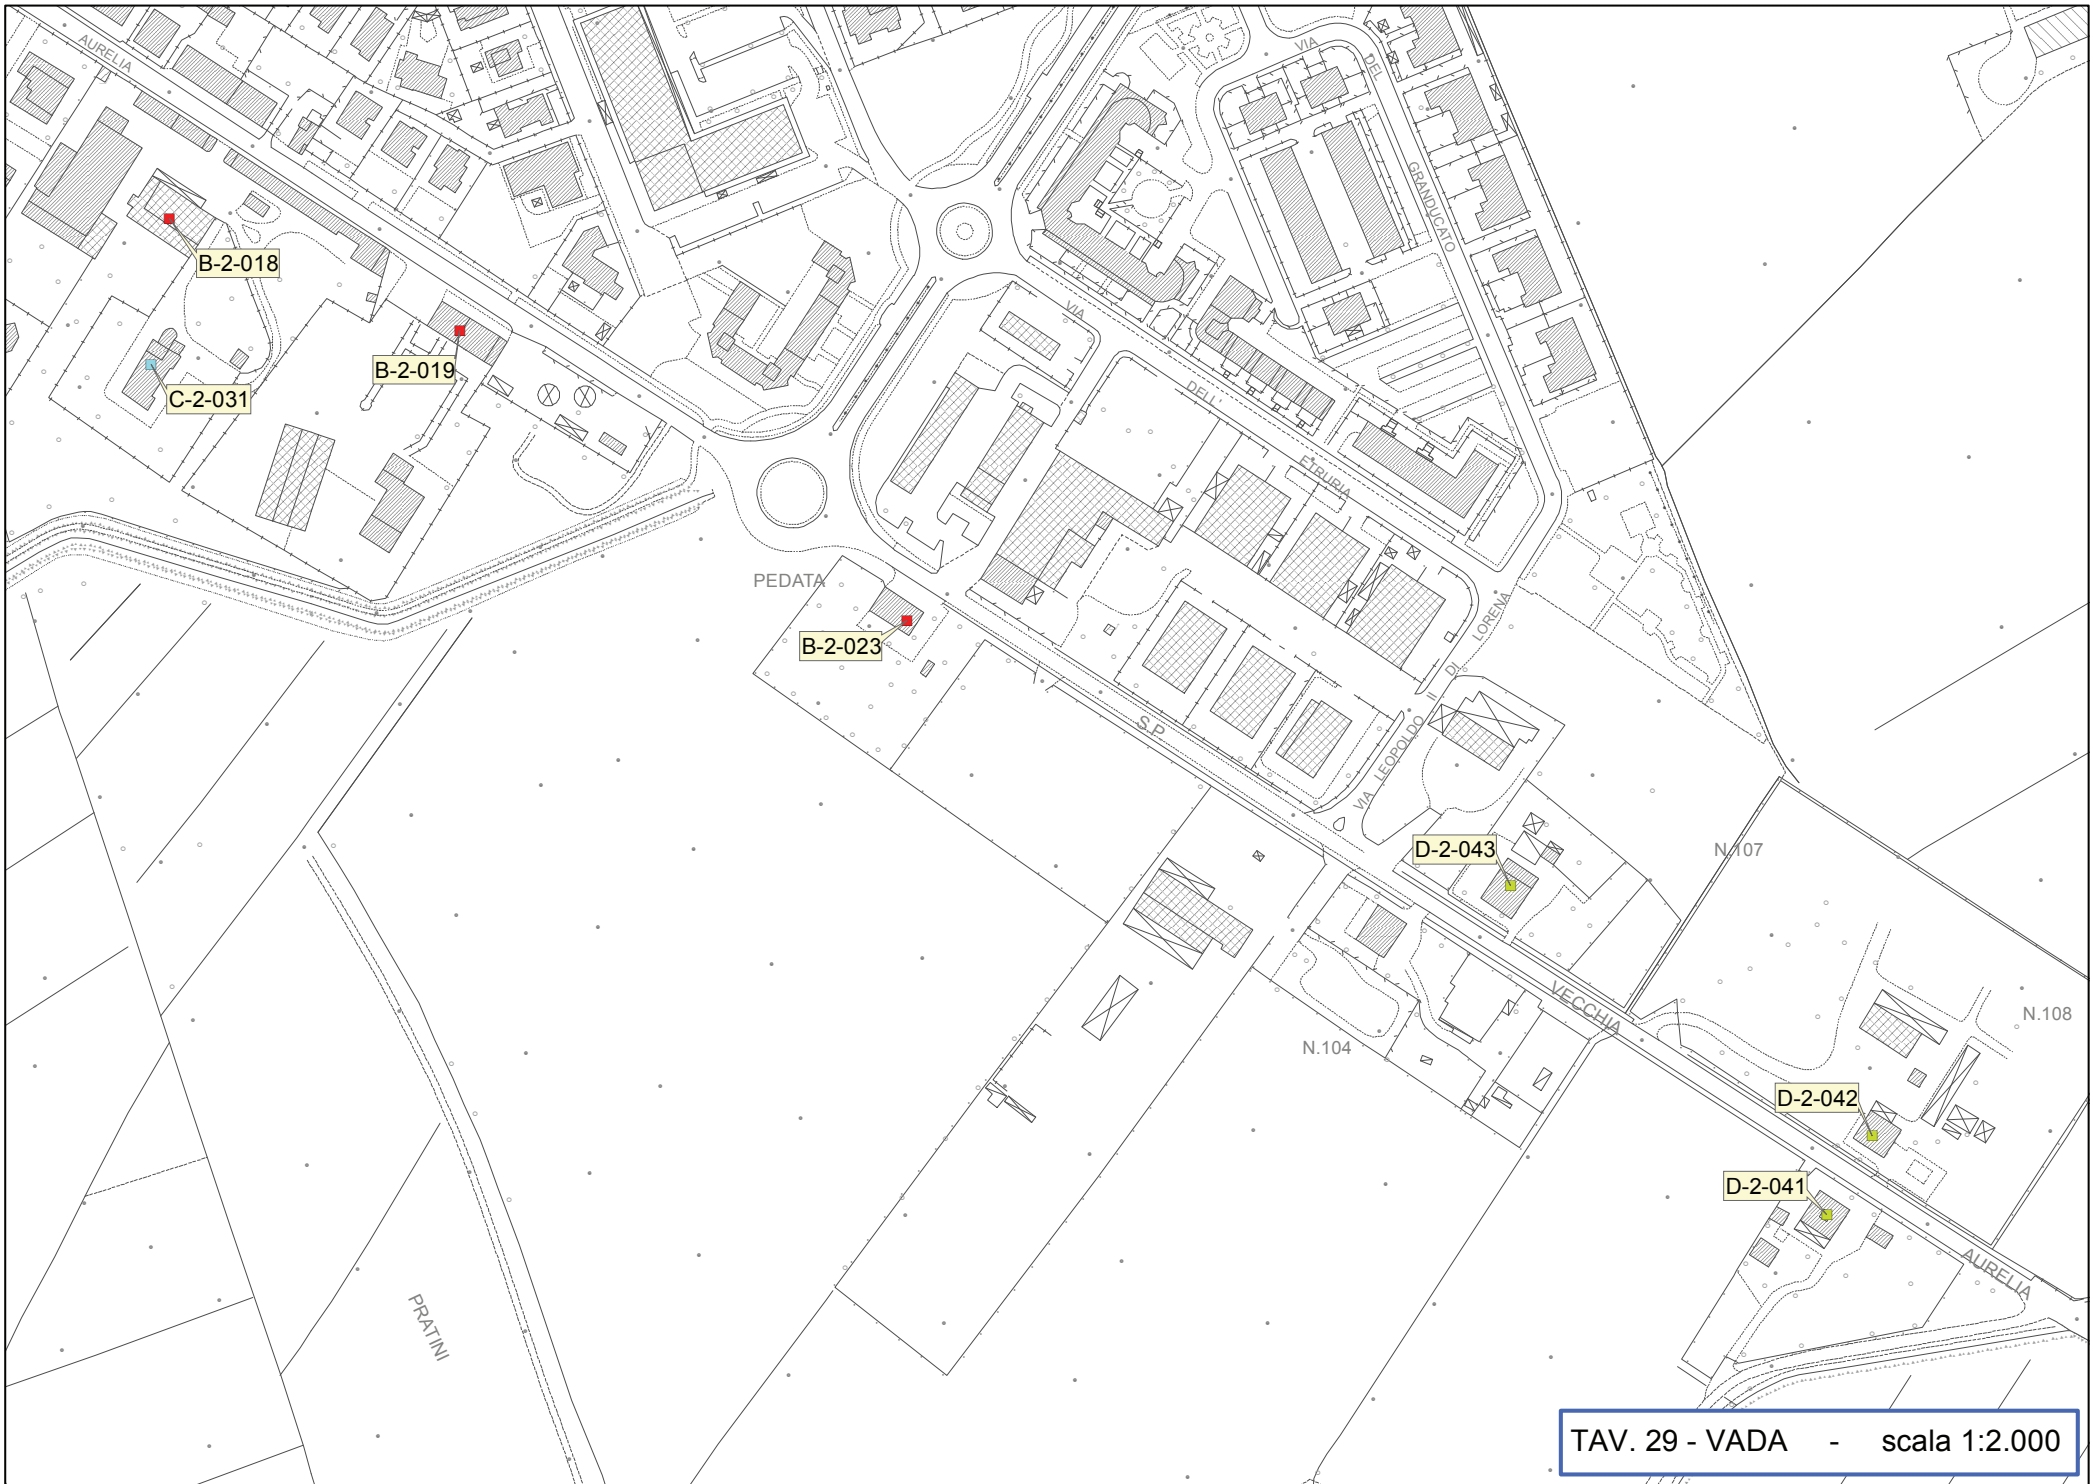 AURELIA
VIA
DEL
GRANDUCATO
B-2-018
B-2-019
C-2-031
VIA
DELL'
ETRURIA
PEDATA
B-2-023
S.P
VIA
LEOPOLDO
II
DI
LORENA
D-2-043
N.107
VECCHIA
N.104
N.108
D-2-042
D-2-041
AURELIA
PRATINI
TAV. 29 - VADA - scala 1:2.000